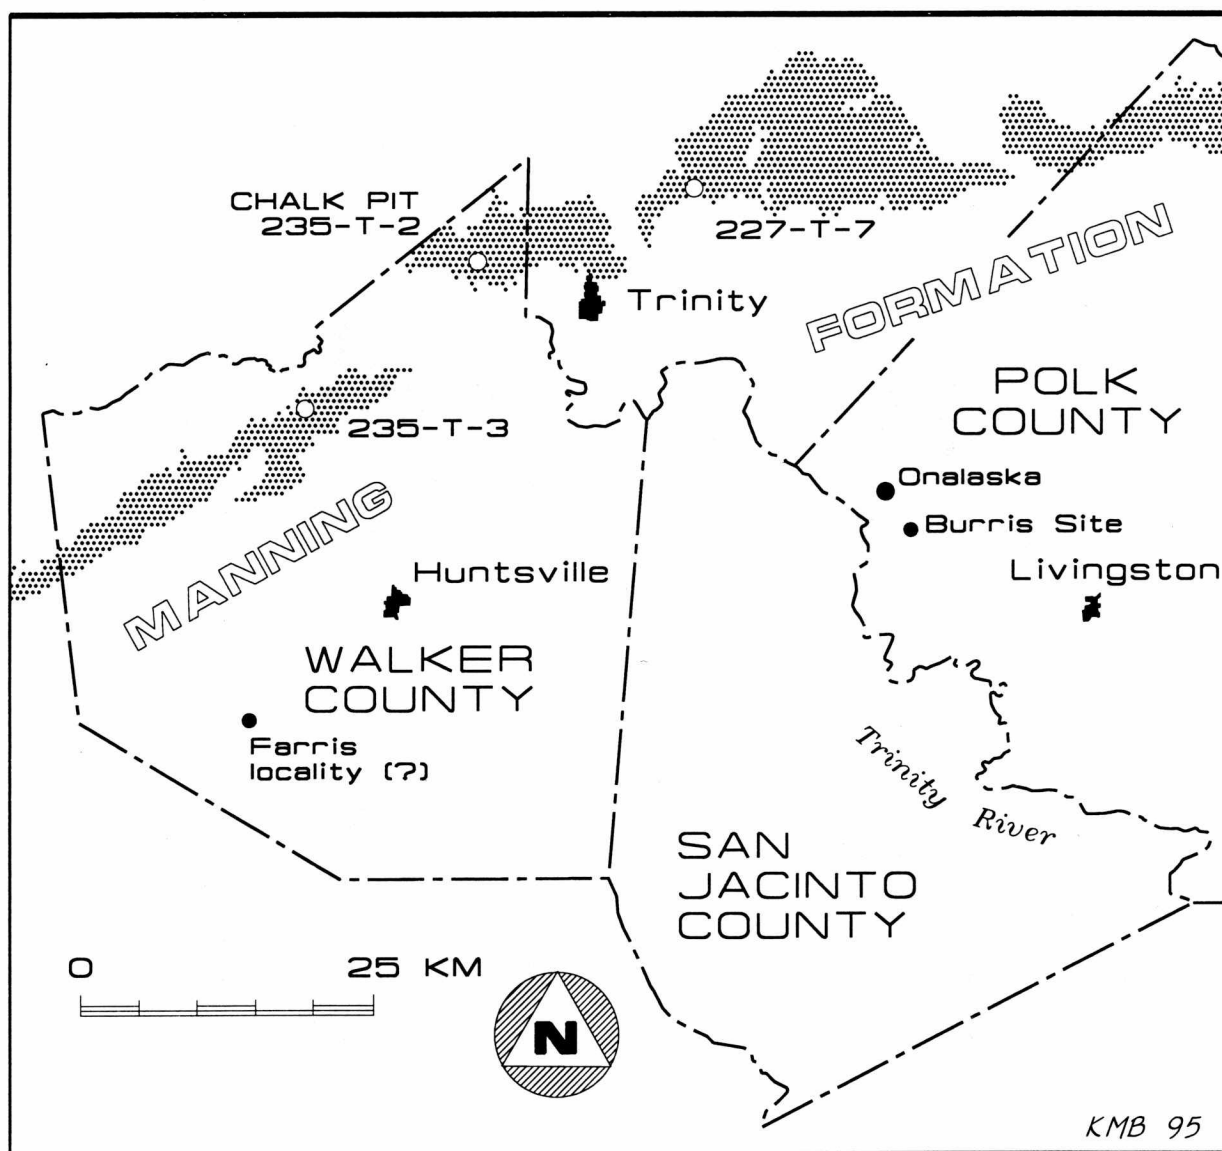 CHALK PIT
235-T-2
227-T-7
Trinity
FORMATION
POLK
COUNTY
235-T-3
Onalaska
Burris Site
MANNING
Huntsville
Livingston
WALKER
COUNTY
Farris
locality (?)
Trinity River
SAN
JACINTO
COUNTY
0 25 KM
N
KMB 95